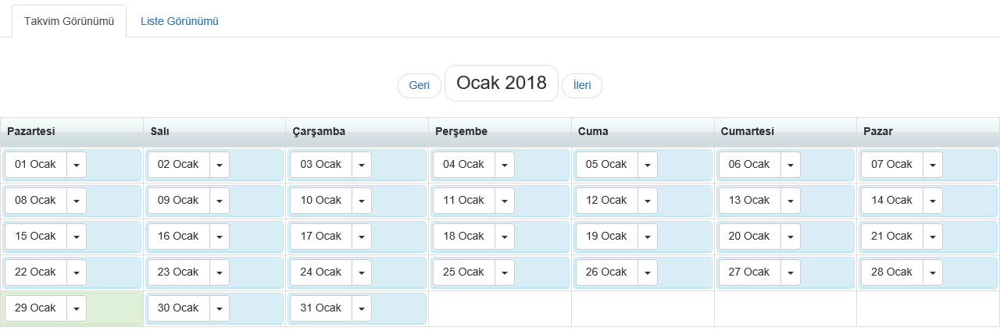 Takvim Görünümü Liste Görünümü
Geri Ocak 2018 İleri
Pazartesi Salı Çarşamba Perşembe Cuma Cumartesi Pazar
01 Ocak 02 Ocak 03 Ocak 04 Ocak 05 Ocak 06 Ocak 07 Ocak
08 Ocak 09 Ocak 10 Ocak 11 Ocak 12 Ocak 13 Ocak 14 Ocak
15 Ocak 16 Ocak 17 Ocak 18 Ocak 19 Ocak 20 Ocak 21 Ocak
22 Ocak 23 Ocak 24 Ocak 25 Ocak 26 Ocak 27 Ocak 28 Ocak
29 Ocak 30 Ocak 31 Ocak